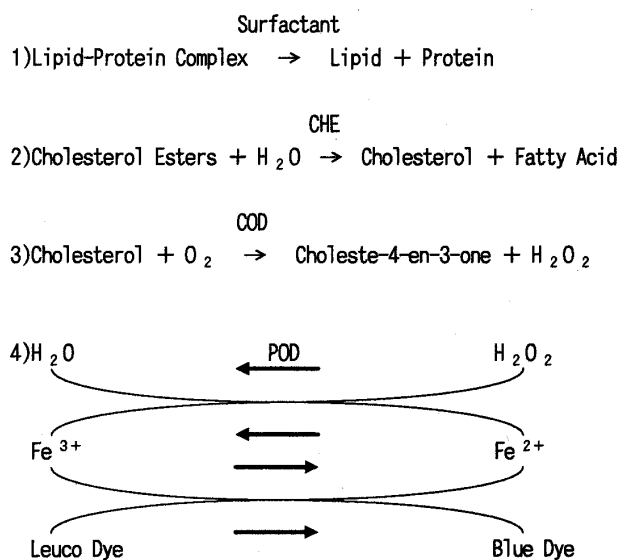 Surfactant
1)Lipid-Protein Complex → Lipid + Protein
CHE
2)Cholesterol Esters + H₂O → Cholesterol + Fatty Acid
COD
3)Cholesterol + O₂ → Choleste-4-en-3-one + H₂O₂
4)H₂O POD H₂O₂
Fe³⁺ Fe²⁺
Leuco Dye Blue Dye